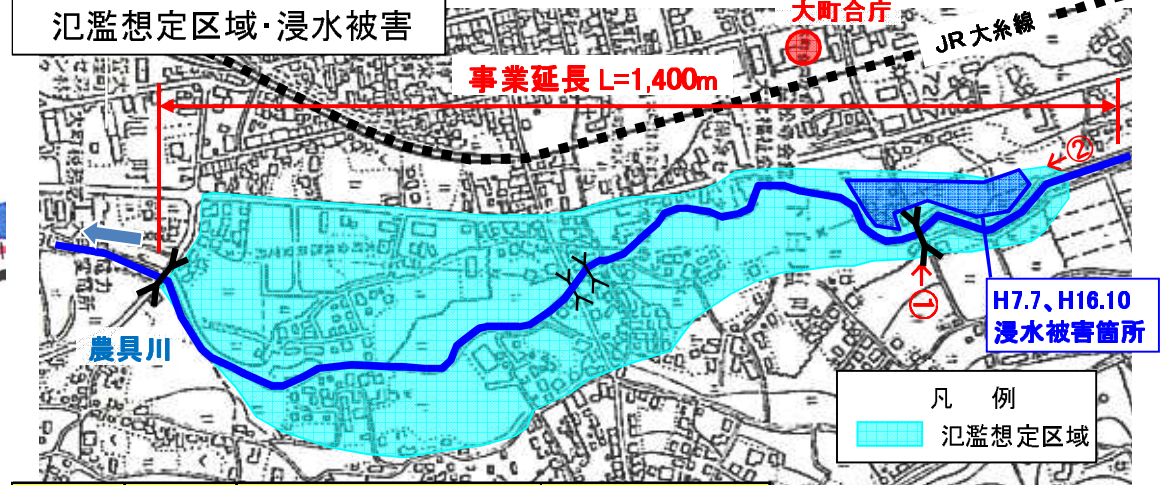 氾濫想定区域・浸水被害
大町合庁
JR大糸線
事業延長 L=1,400m
②
①
農具川
H7.7、H16.10
浸水被害箇所
凡 例
氾濫想定区域